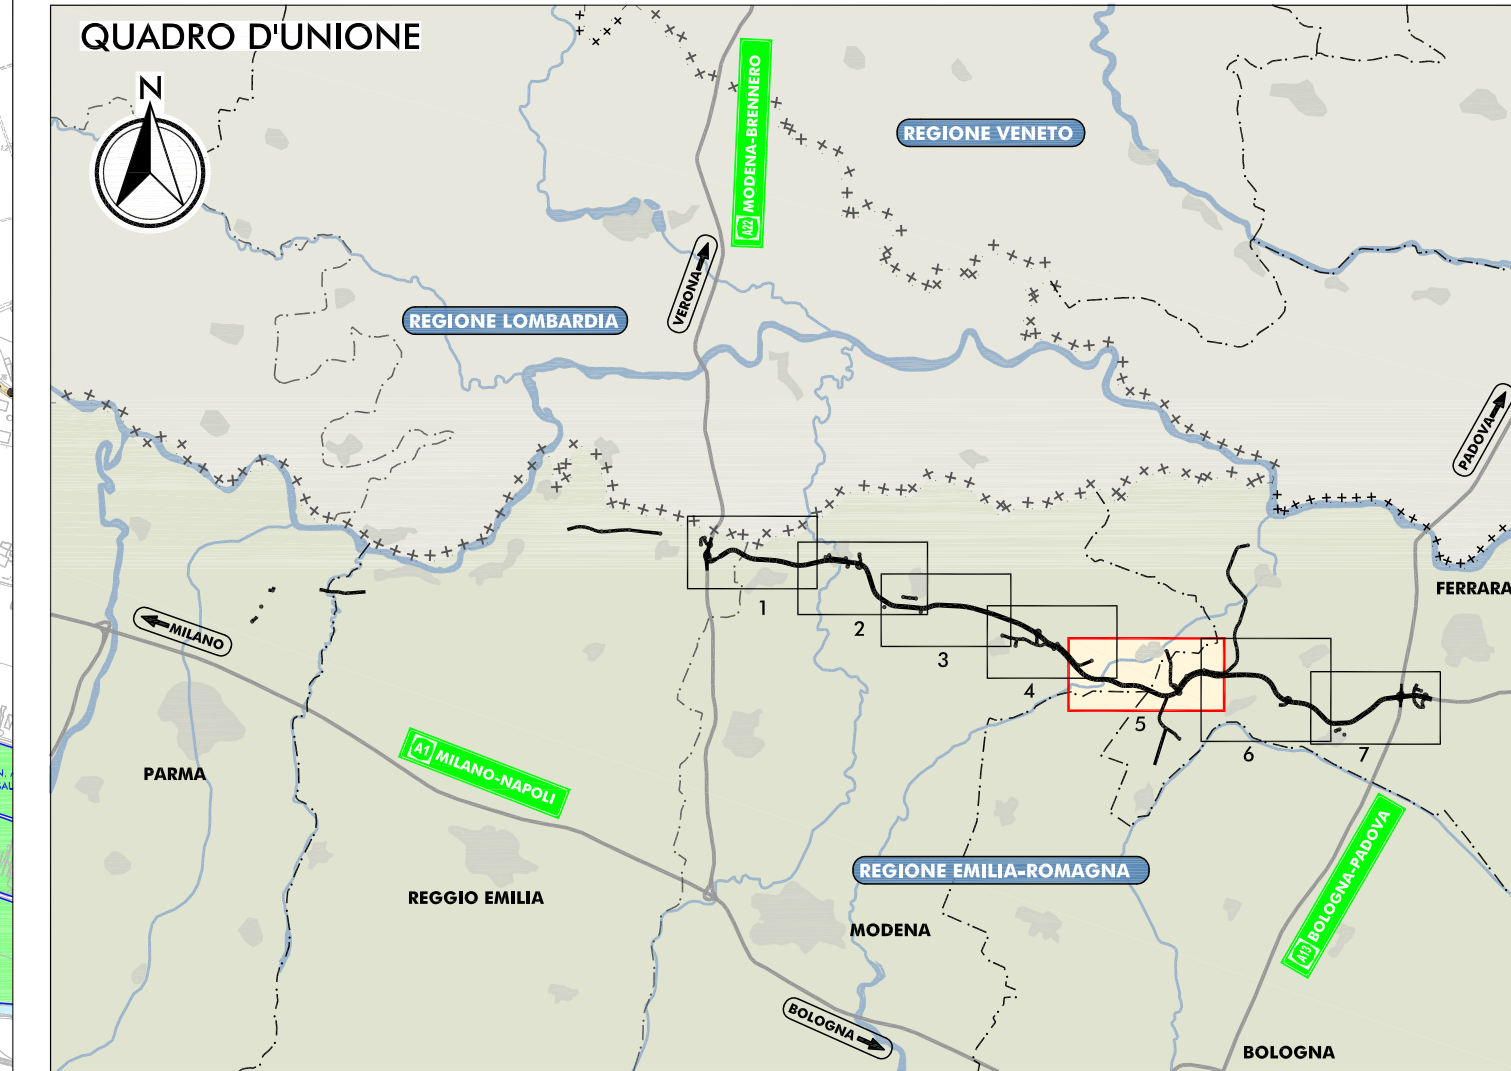 QUADRO D'UNIONE
N
A22 MODENA-BRENNERO
REGIONE VENETO
VERONA
REGIONE LOMBARDIA
PADOVA
FERRARA
MILANO
1
2
3
4
5
6
7
A1 MILANO-NAPOLI
PARMA
REGIONE EMILIA-ROMAGNA
A13 BOLOGNA-PADOVA
REGGIO EMILIA
MODENA
BOLOGNA
BOLOGNA